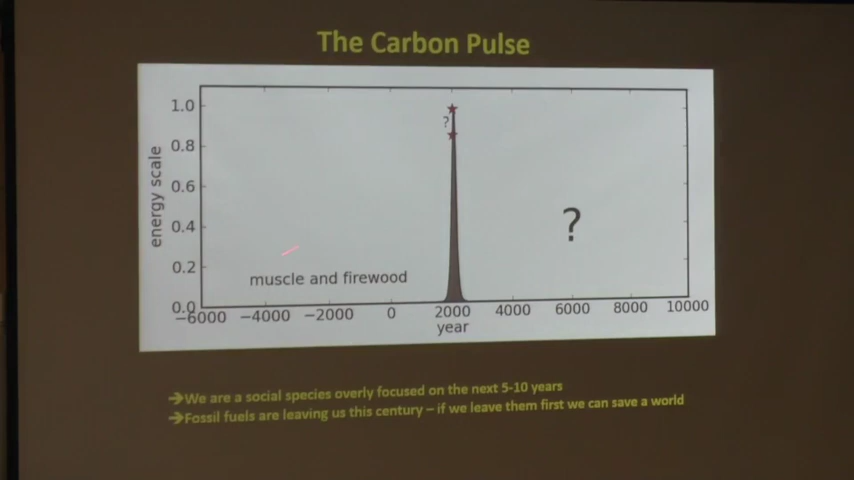 The Carbon Pulse
1.0
?
0.8
0.6
0.4
?
0.2
0.0
energy scale
muscle and firewood
−6000 −4000 −2000 0 2000 4000 6000 8000 10000
year
➔We are a social species overly focused on the next 5-10 years
➔Fossil fuels are leaving us this century – if we leave them first we can save a world